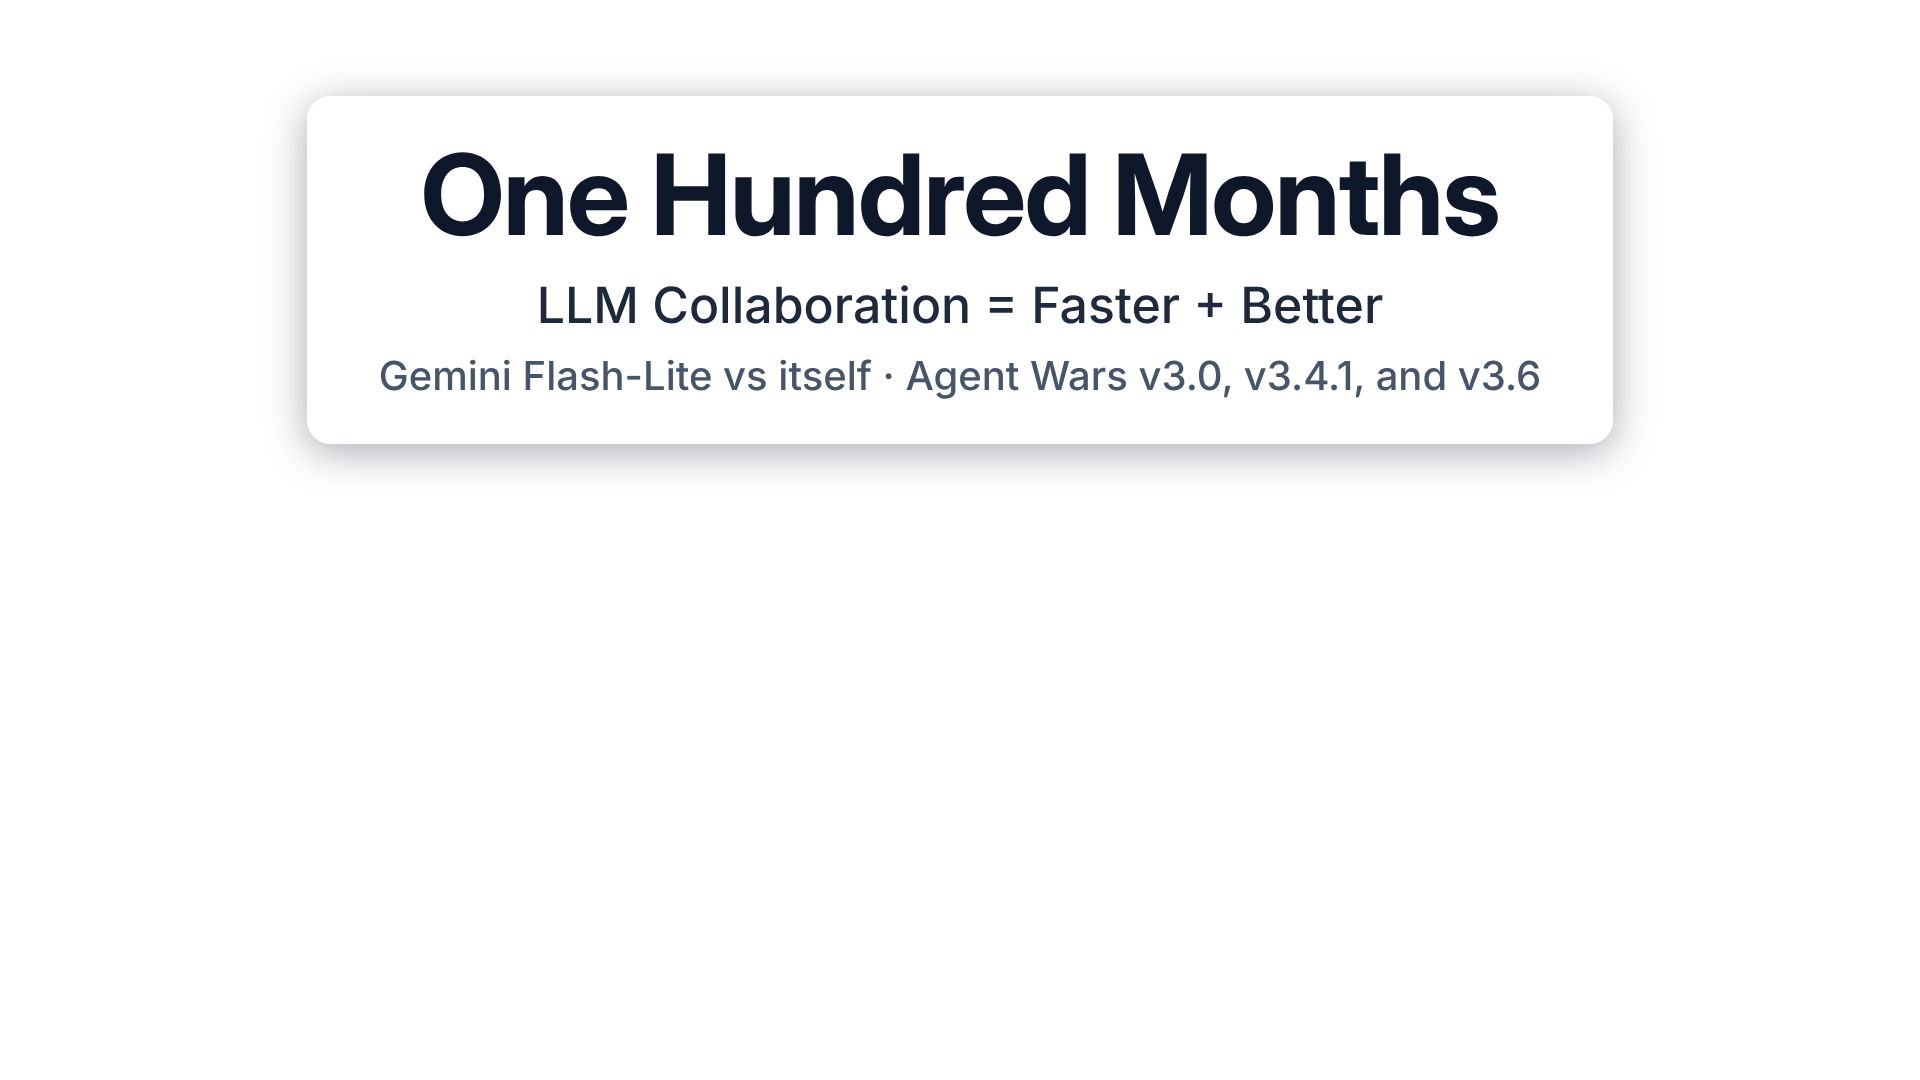 One Hundred Months
LLM Collaboration = Faster + Better
Gemini Flash-Lite vs itself · Agent Wars v3.0, v3.4.1, and v3.6